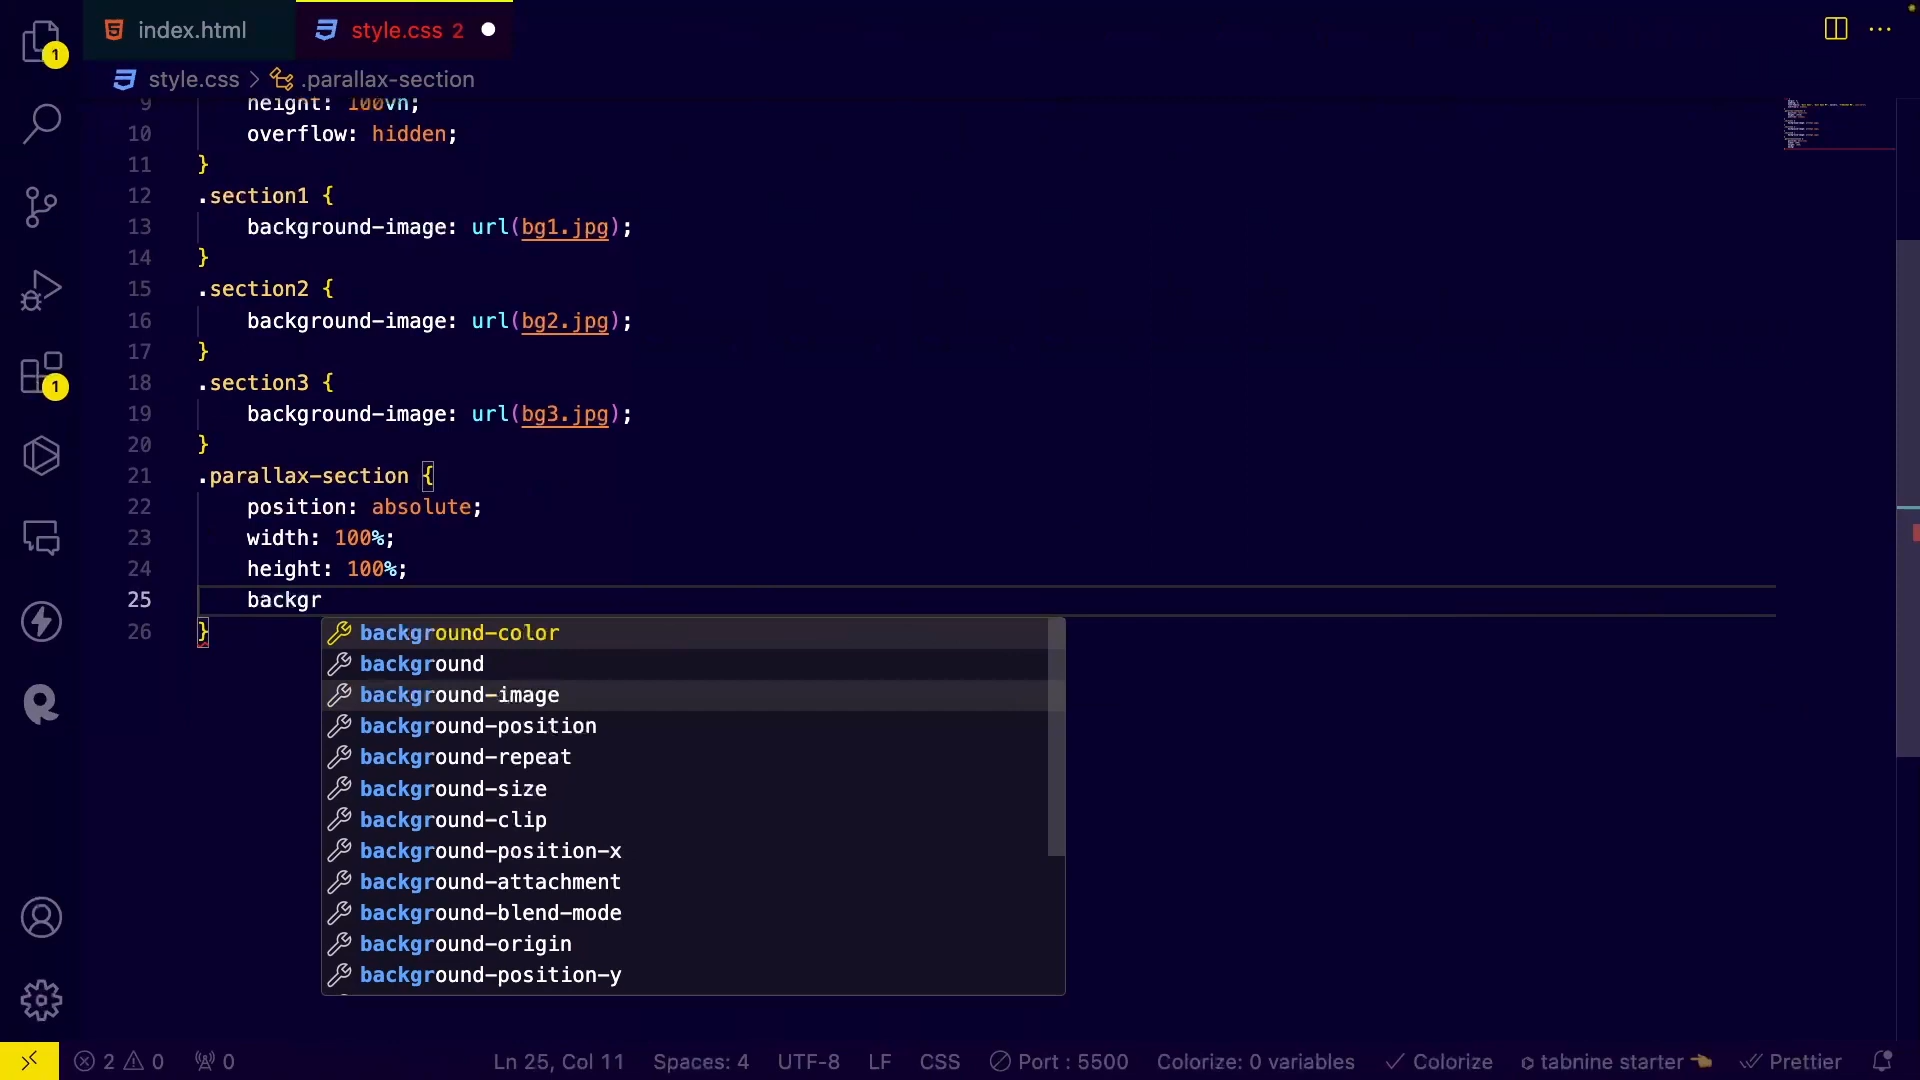 index.html
style.css 2
1
style.css > .parallax-section
9 height: 100vh;
10 overflow: hidden;
11 }
12 .section1 {
13 background-image: url(bg1.jpg);
14 }
15 .section2 {
16 background-image: url(bg2.jpg);
17 }
18 .section3 {
19 background-image: url(bg3.jpg);
20 }
21 .parallax-section {
22 position: absolute;
23 width: 100%;
24 height: 100%;
25 backgr
26 }
1
background-color
background
background-image
background-position
background-repeat
background-size
background-clip
background-position-x
background-attachment
background-blend-mode
background-origin
background-position-y
2 0 0 Ln 25, Col 11 Spaces: 4 UTF-8 LF CSS Port : 5500 Colorize: 0 variables Colorize tabnine starter Prettier